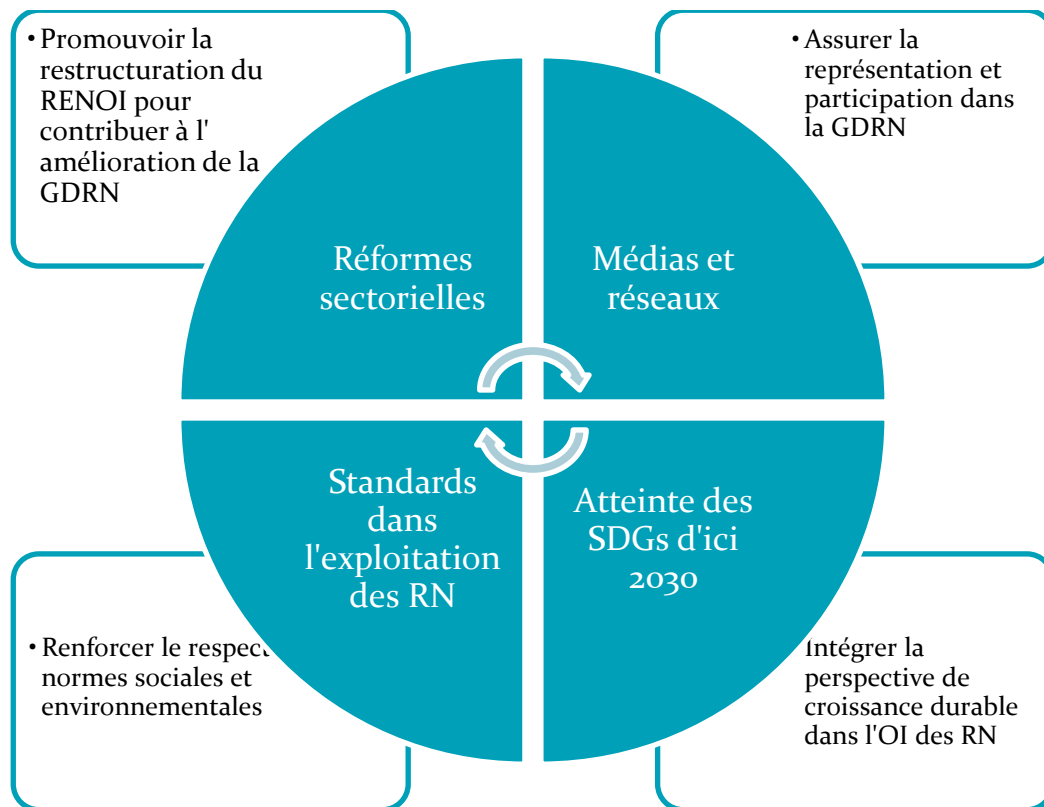 • Promouvoir la
restructuration du
RENOI pour
contribuer à l'
amélioration de la
GDRN
• Assurer la
représentation et
participation dans
la GDRN
Réformes
sectorielles
Médias et
réseaux
Standards
dans
l'exploitation
des RN
Atteinte des
SDGs d'ici
2030
• Renforcer le respect
normes sociales et
environnementales
Intégrer la
perspective de
croissance durable
dans l'OI des RN